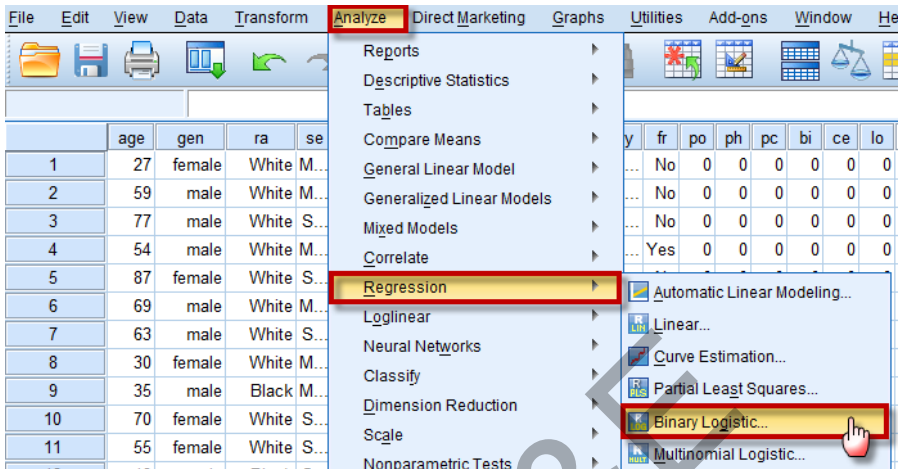 File Edit View Data Transform Analyze Direct Marketing Graphs Utilities Add-ons Window He
Reports
Descriptive Statistics
Tables
Compare Means
General Linear Model
Generalized Linear Models
Mixed Models
Correlate
Regression
Loglinear
Neural Networks
Classify
Dimension Reduction
Scale
Nonparametric Tests
Automatic Linear Modeling...
Linear...
Curve Estimation...
Partial Least Squares...
Binary Logistic...
Multinomial Logistic...
age gen ra se y fr po ph pc bi ce lo
1 27 female White M... ... No 0 0 0 0 0 0
2 59 male White M... ... No 0 0 0 0 0 0
3 77 male White S... ... No 0 0 0 0 0 0
4 54 male White M... ... Yes 0 0 0 0 0 0
5 87 female White S...
6 69 male White M...
7 63 male White S...
8 30 female White M...
9 35 male Black M...
10 70 female White S...
11 55 female White S...